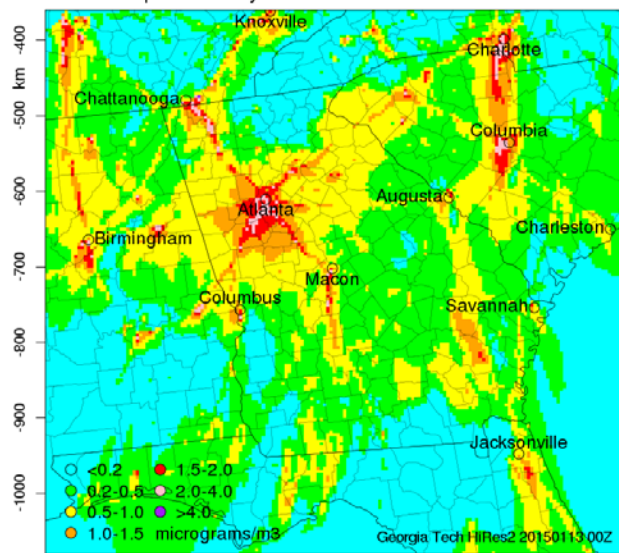 Knoxville
Charlotte
Chattanooga
Columbia
Augusta
Atlanta
Charleston
Birmingham
Macon
Columbus
Savannah
Jacksonville
-400
km
-500
-600
-700
-800
-900
-1000
<0.2 1.5-2.0
0.2-0.5 2.0-4.0
0.5-1.0 >4.0
1.0-1.5 micrograms/m3
Georgia Tech HiRes2 20150113 00Z